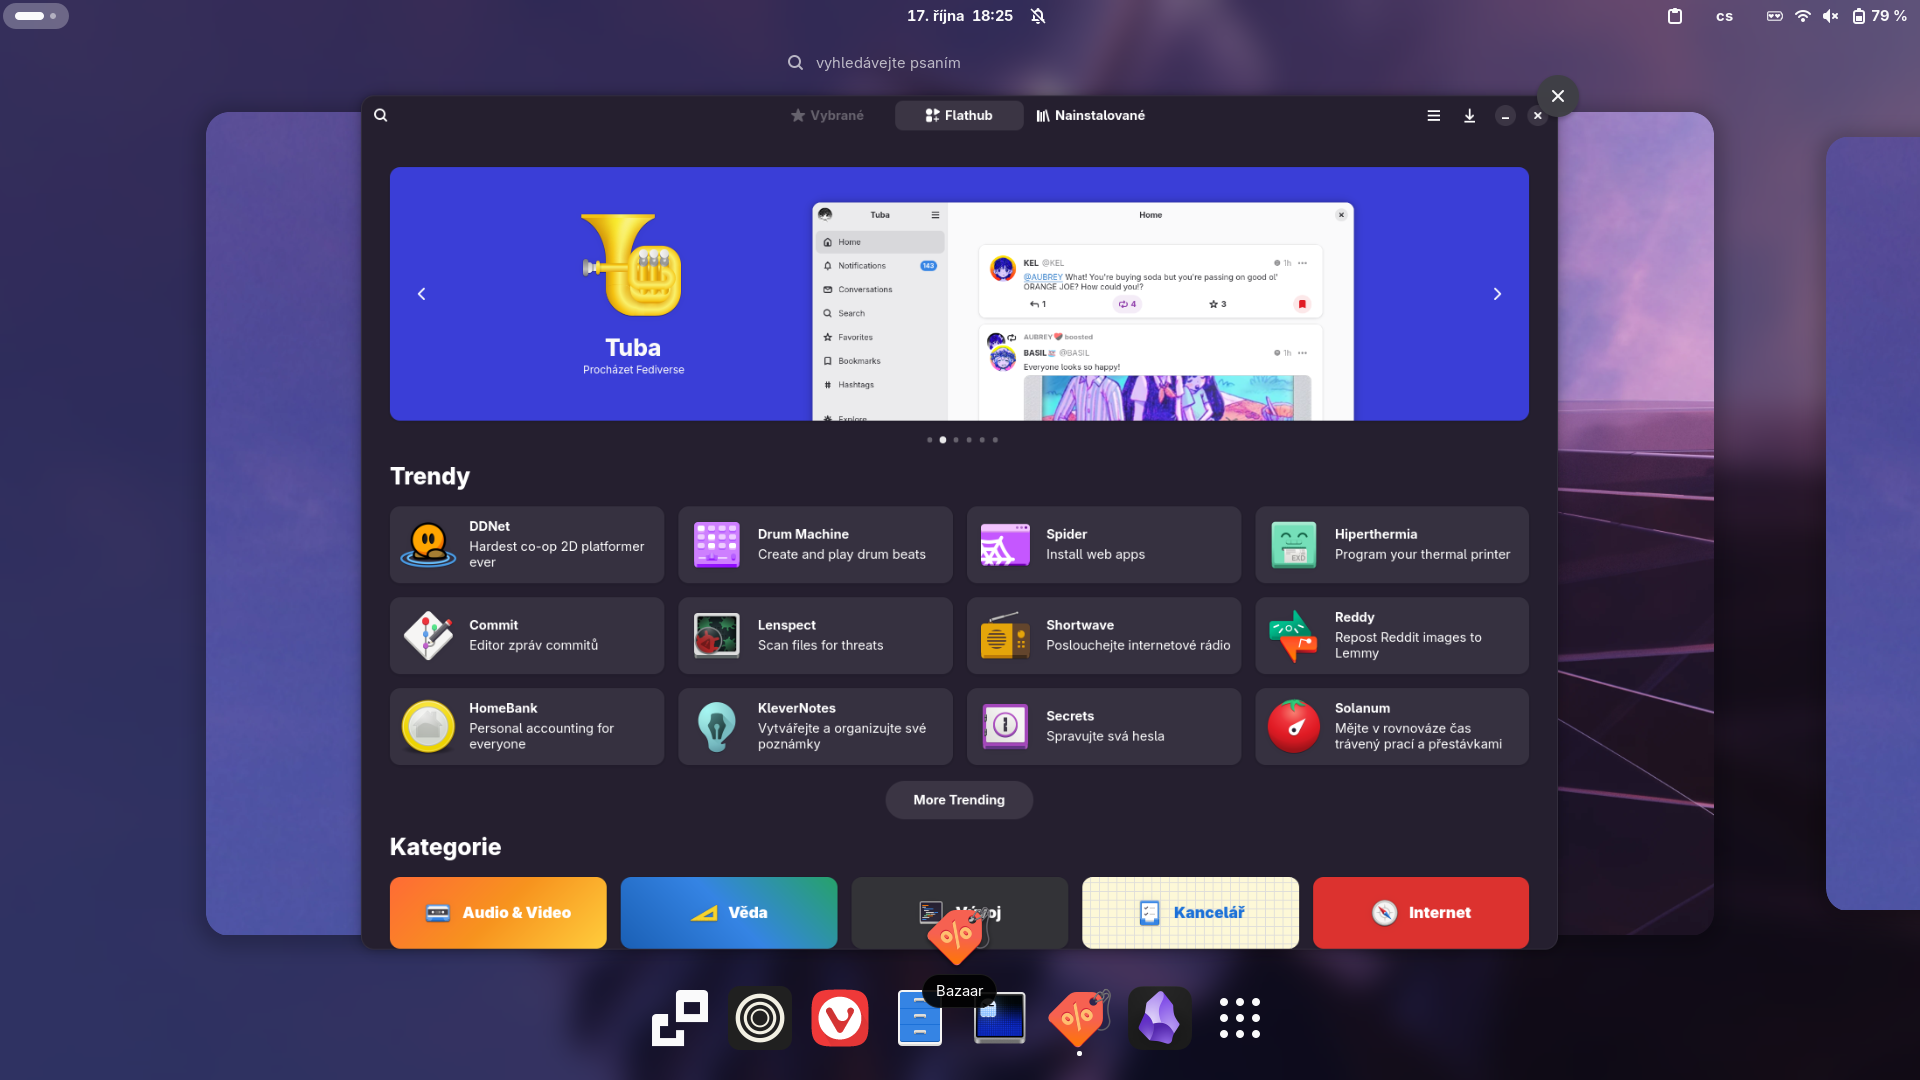 17. října 18:25
cs
79 %
vyhledávejte psaním
Vybrané
Flathub
Nainstalované
Tuba
Procházet Fediverse
Tuba
Home
Home
Notifications
143
Conversations
Search
Favorites
Bookmarks
Hashtags
Explore
KEL @KEL
1h
@AUBREY What! You're buying soda but you're passing on good ol'
ORANGE JOE? How could you!?
1
4
3
AUBREY boosted
BASIL @BASIL
1h
Everyone looks so happy!
Trendy
DDNet
Hardest co-op 2D platformer
ever
Drum Machine
Create and play drum beats
Spider
Install web apps
Hiperthermia
Program your thermal printer
Commit
Editor zpráv commitů
Lenspect
Scan files for threats
Shortwave
Poslouchejte internetové rádio
Reddy
Repost Reddit images to
Lemmy
HomeBank
Personal accounting for
everyone
KleverNotes
Vytvářejte a organizujte své
poznámky
Secrets
Spravujte svá hesla
Solanum
Mějte v rovnováze čas
trávený prací a přestávkami
More Trending
Kategorie
Audio & Video
Věda
Kancelář
Internet
Bazaar